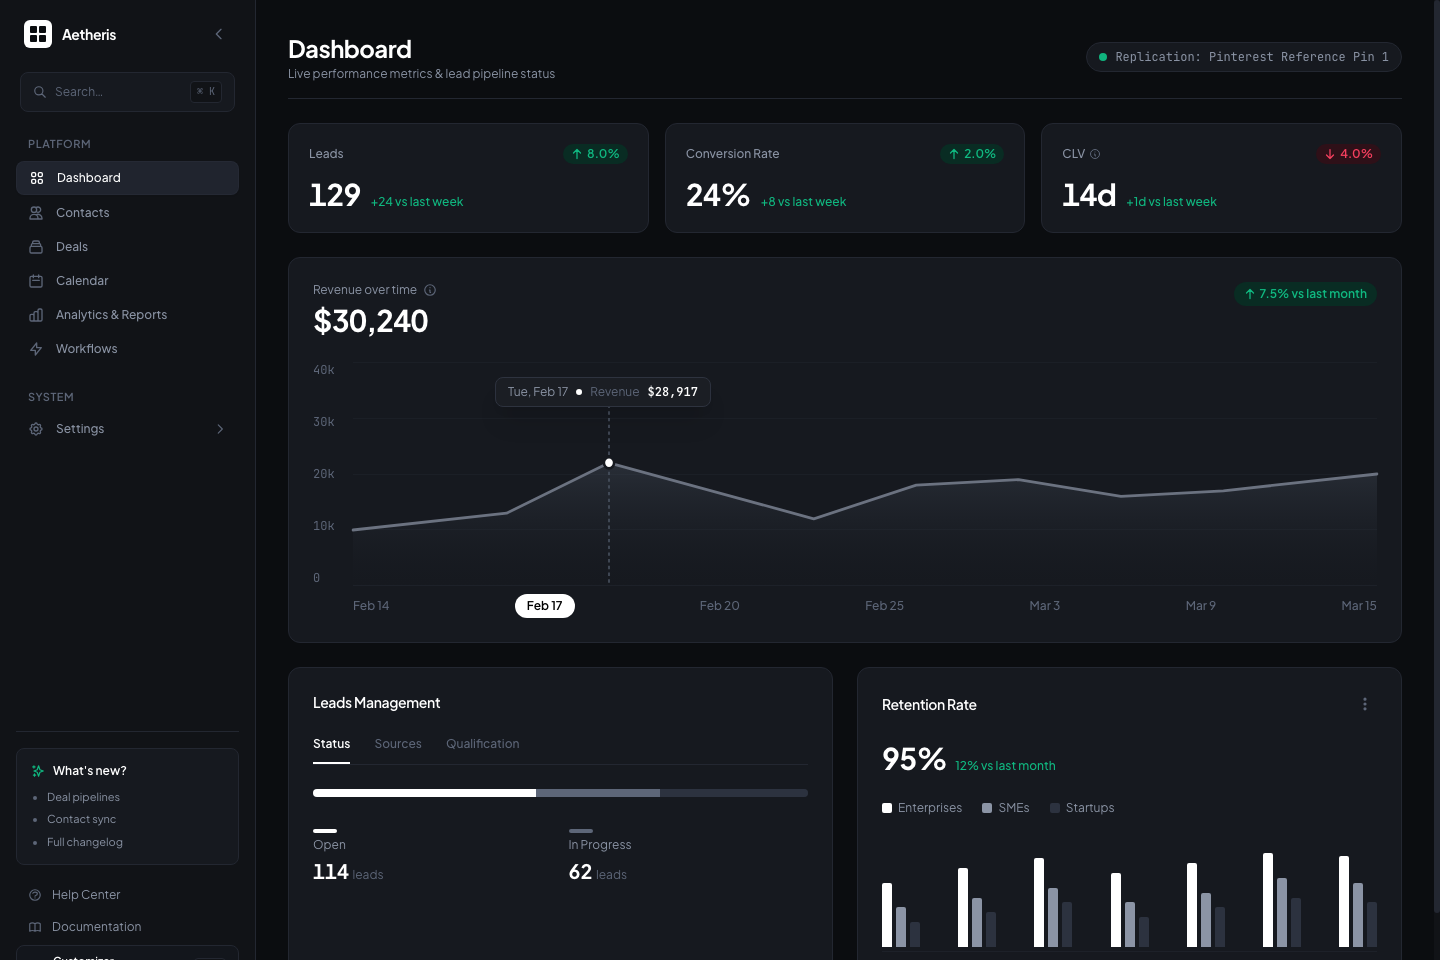 Aetheris
Search...
⌘ K
PLATFORM
Dashboard
Contacts
Deals
Calendar
Analytics & Reports
Workflows
SYSTEM
Settings
What's new?
Deal pipelines
Contact sync
Full changelog
Help Center
Documentation
Dashboard
Live performance metrics & lead pipeline status
Replication: Pinterest Reference Pin 1
Leads
↑ 8.0%
129 +24 vs last week
Conversion Rate
↑ 2.0%
24% +8 vs last week
CLV
↓ 4.0%
14d +1d vs last week
Revenue over time
$30,240
↑ 7.5% vs last month
40k
30k
20k
10k
0
Tue, Feb 17 Revenue $28,917
Feb 14 Feb 17 Feb 20 Feb 25 Mar 3 Mar 9 Mar 15
Leads Management
Status Sources Qualification
Open
114 leads
In Progress
62 leads
Retention Rate
95% 12% vs last month
Enterprises SMEs Startups